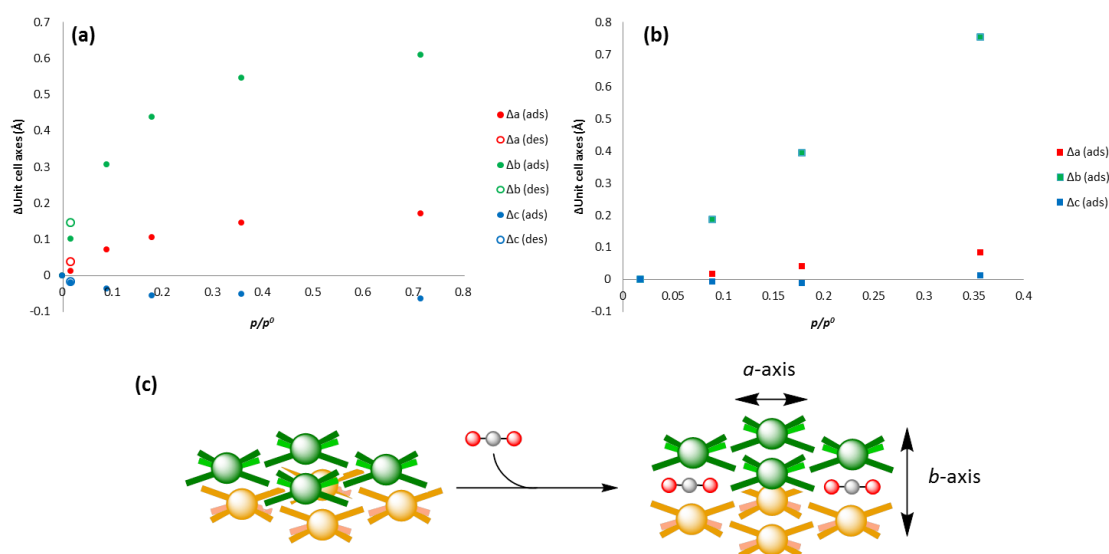 (a)
0.7
0.6
0.5
0.4
0.3
0.2
0.1
0
-0.1
0 0.1 0.2 0.3 0.4 0.5 0.6 0.7 0.8
ΔUnit cell axes (Å)
p/p⁰
Δa (ads)
Δa (des)
Δb (ads)
Δb (des)
Δc (ads)
Δc (des)
(b)
0.8
0.7
0.6
0.5
0.4
0.3
0.2
0.1
0
-0.1
0 0.05 0.1 0.15 0.2 0.25 0.3 0.35 0.4
ΔUnit cell axes (Å)
p/p⁰
Δa (ads)
Δb (ads)
Δc (ads)
(c)
a-axis
b-axis